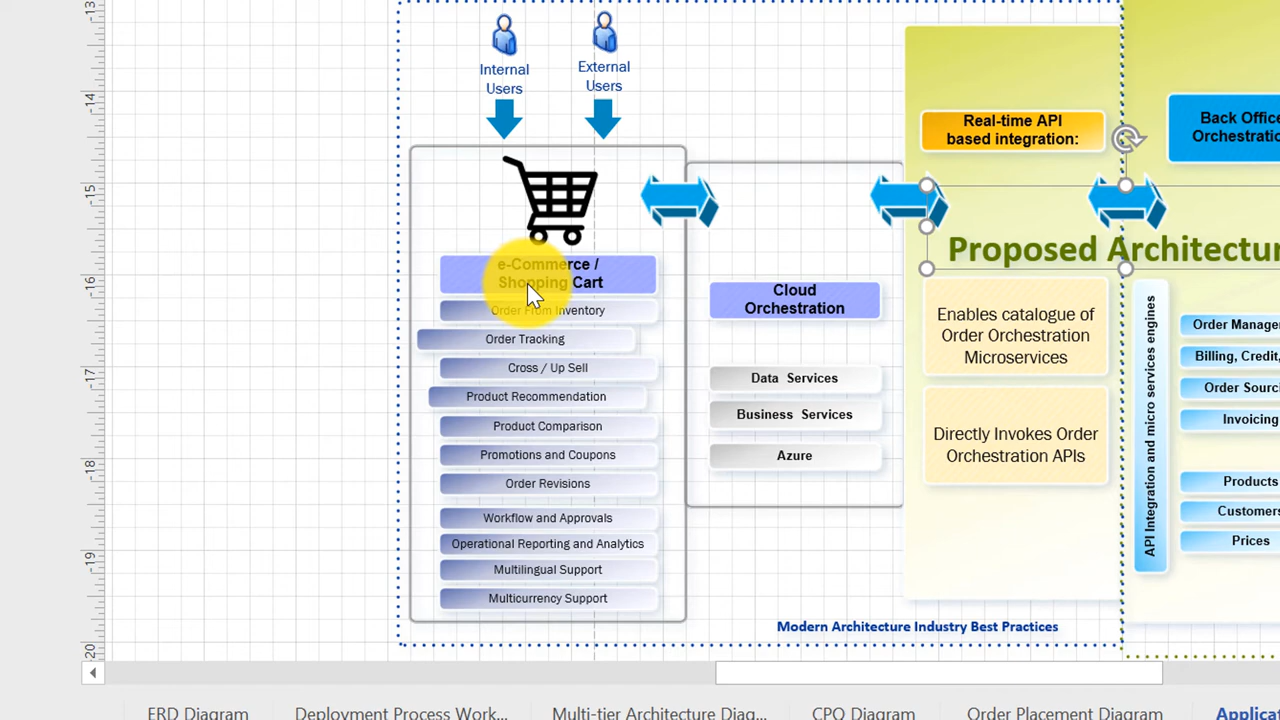 -13
-14
-15
-16
-17
-18
-19
-20
Internal
Users
External
Users
e-Commerce /
Shopping Cart
Order From Inventory
Order Tracking
Cross / Up Sell
Product Recommendation
Product Comparison
Promotions and Coupons
Order Revisions
Workflow and Approvals
Operational Reporting and Analytics
Multilingual Support
Multicurrency Support
Cloud
Orchestration
Data Services
Business Services
Azure
Real-time API
based integration:
Proposed Architectur
Enables catalogue of
Order Orchestration
Microservices
Directly Invokes Order
Orchestration APIs
Back Office
Orchestratio
API Integration and micro services engines
Order Manage
Billing, Credit,
Order Sourci
Invoicing
Products
Customers
Prices
Modern Architecture Industry Best Practices
ERD Diagram
Deployment Process Work...
Multi-tier Architecture Diag...
CPQ Diagram
Order Placement Diagram
Applicati